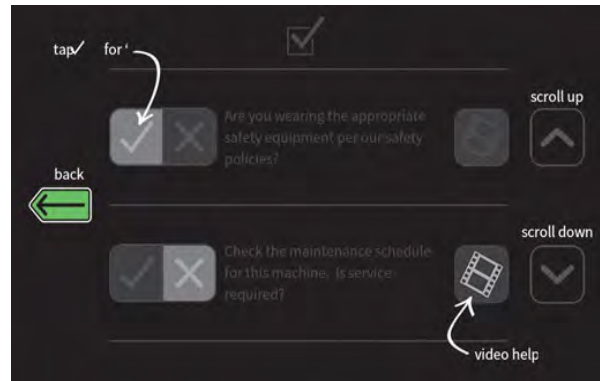 tap✓ for '
scroll up
Are you wearing the appropriate
safety equipment per our safety
policies?
back
scroll down
Check the maintenance schedule
for this machine. Is service
required?
video help